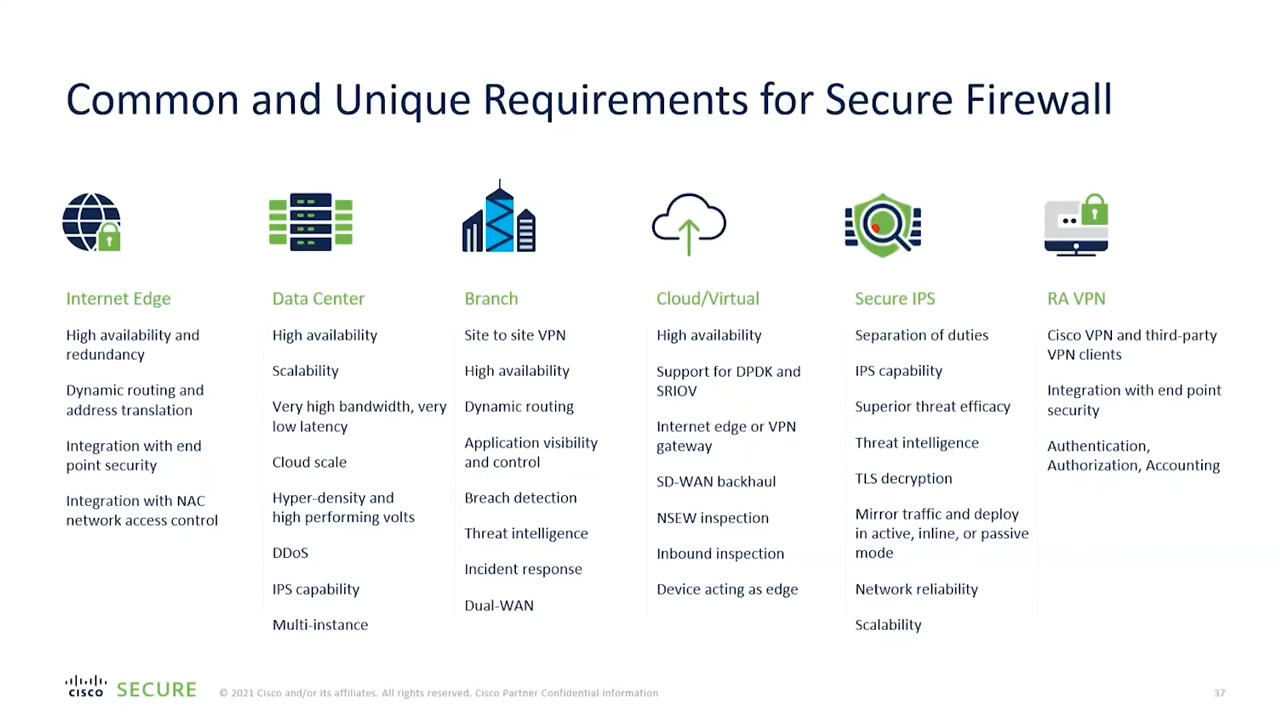 Common and Unique Requirements for Secure Firewall
Internet Edge
High availability and
redundancy
Dynamic routing and
address translation
Integration with end
point security
Integration with NAC
network access control
Data Center
High availability
Scalability
Very high bandwidth, very
low latency
Cloud scale
Hyper-density and
high performing volts
DDoS
IPS capability
Multi-instance
Branch
Site to site VPN
High availability
Dynamic routing
Application visibility
and control
Breach detection
Threat intelligence
Incident response
Dual-WAN
Cloud/Virtual
High availability
Support for DPDK and
SRIOV
Internet edge or VPN
gateway
SD-WAN backhaul
NSEW inspection
Inbound inspection
Device acting as edge
Secure IPS
Separation of duties
IPS capability
Superior threat efficacy
Threat intelligence
TLS decryption
Mirror traffic and deploy
in active, inline, or passive
mode
Network reliability
Scalability
RA VPN
Cisco VPN and third-party
VPN clients
Integration with end point
security
Authentication,
Authorization, Accounting
CISCO SECURE
© 2021 Cisco and/or its affiliates. All rights reserved. Cisco Partner Confidential Information
37